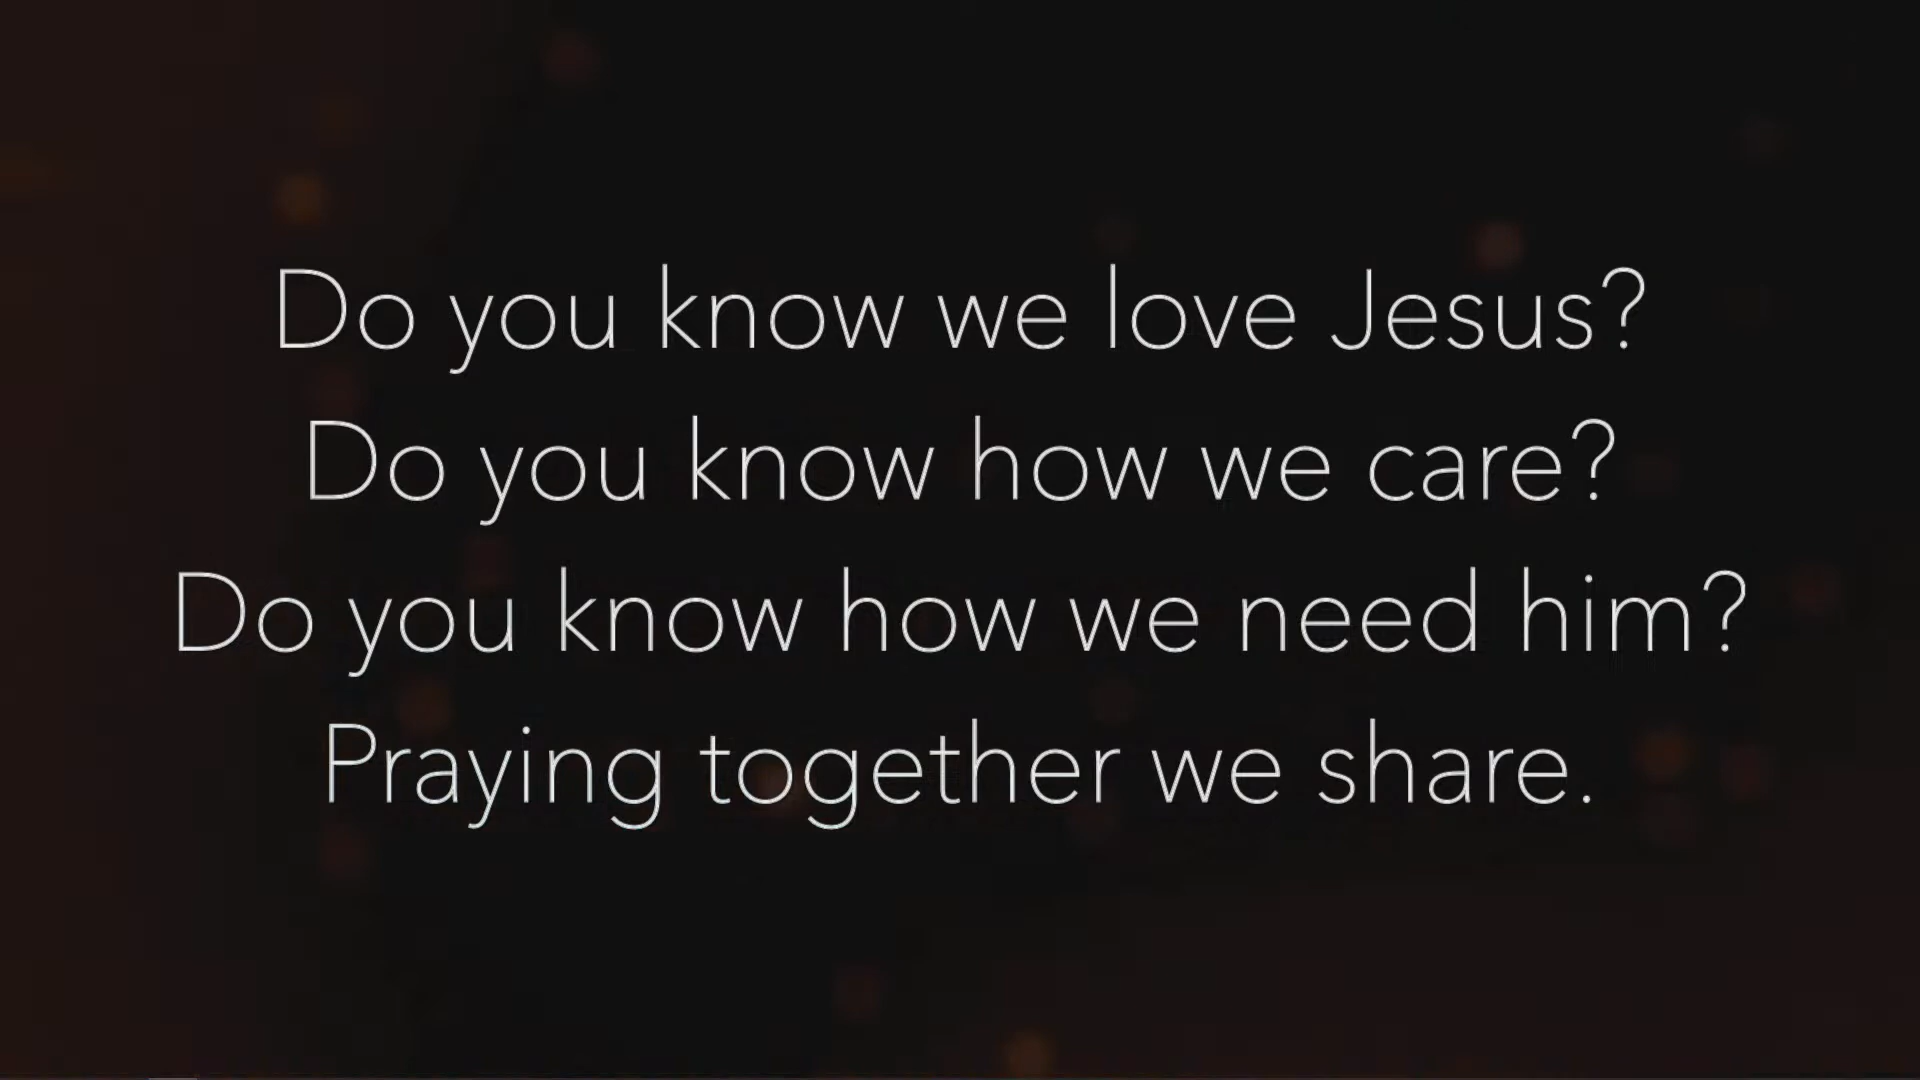 Do you know we love Jesus?
Do you know how we care?
Do you know how we need him?
Praying together we share.